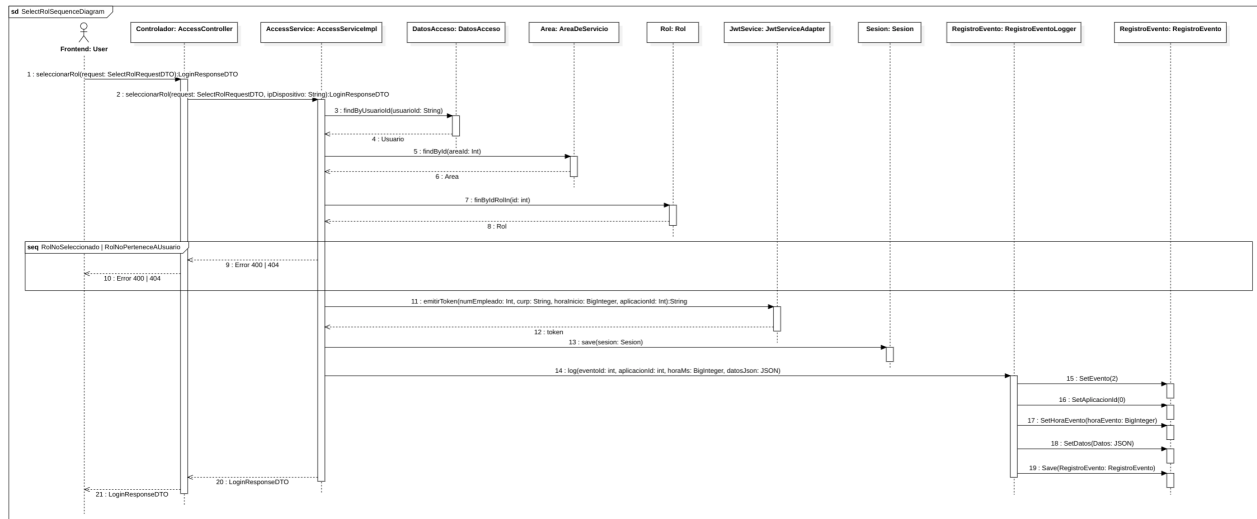 sd SelectRolSequenceDiagram
Frontend: User
Controlador: AccessController
AccessService: AccessServiceImpl
DatosAcceso: DatosAcceso
Area: AreaDeServicio
Rol: Rol
JwtSevice: JwtServiceAdapter
Sesion: Sesion
RegistroEvento: RegistroEventoLogger
RegistroEvento: RegistroEvento
1 : seleccionarRol(request: SelectRolRequestDTO):LoginResponseDTO
2 : seleccionarRol(request: SelectRolRequestDTO, ipDispositivo: String):LoginResponseDTO
3 : findByUsuarioId(usuarioId: String)
4 : Usuario
5 : findById(areaId: Int)
6 : Area
7 : finByIdRolIn(id: int)
8 : Rol
seq RolNoSeleccionado | RolNoPerteneceAUsuario
9 : Error 400 | 404
10 : Error 400 | 404
11 : emitirToken(numEmpleado: Int, curp: String, horaInicio: BigInteger, aplicacionId: Int):String
12 : token
13 : save(sesion: Sesion)
14 : log(eventoId: int, aplicacionId: int, horaMs: BigInteger, datosJson: JSON)
15 : SetEvento(2)
16 : SetAplicacionId(0)
17 : SetHoraEvento(horaEvento: BigInteger)
18 : SetDatos(Datos: JSON)
19 : Save(RegistroEvento: RegistroEvento)
20 : LoginResponseDTO
21 : LoginResponseDTO